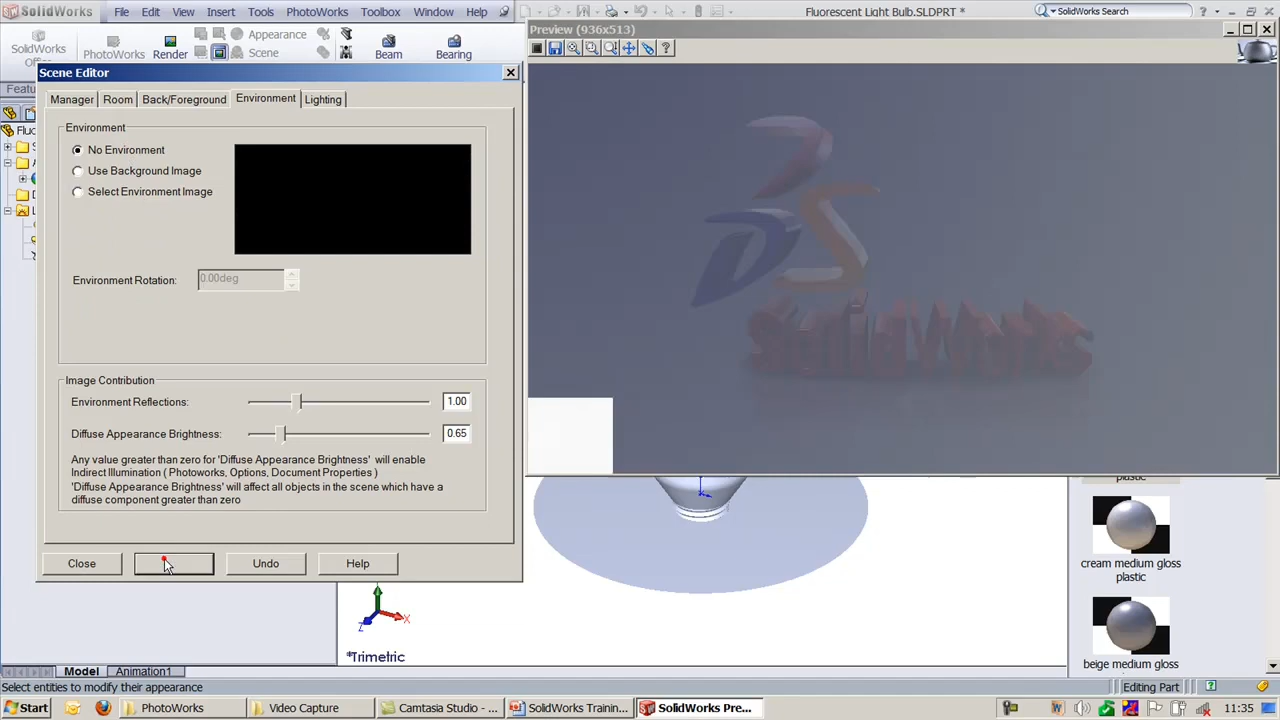 SolidWorks
File Edit View Insert Tools PhotoWorks Toolbox Window Help
Fluorescent Light Bulb.SLDPRT *
SolidWorks Search
SolidWorks
PhotoWorks
Render
Appearance
Scene
Beam
Bearing
Preview (936x513)
Scene Editor
Manager Room Back/Foreground Environment Lighting
Environment
No Environment
Use Background Image
Select Environment Image
Environment Rotation: 0.00deg
Image Contribution
Environment Reflections: 1.00
Diffuse Appearance Brightness: 0.65
Any value greater than zero for 'Diffuse Appearance Brightness' will enable
Indirect Illumination ( Photoworks, Options, Document Properties )
'Diffuse Appearance Brightness' will affect all objects in the scene which have a
diffuse component greater than zero
Close Undo Help
SolidWorks
plastic
cream medium gloss
plastic
beige medium gloss
X
Z
*Trimetric
Model Animation1
Select entities to modify their appearance
Editing Part
Start PhotoWorks Video Capture Camtasia Studio - ... SolidWorks Trainin... SolidWorks Pre...
11:35